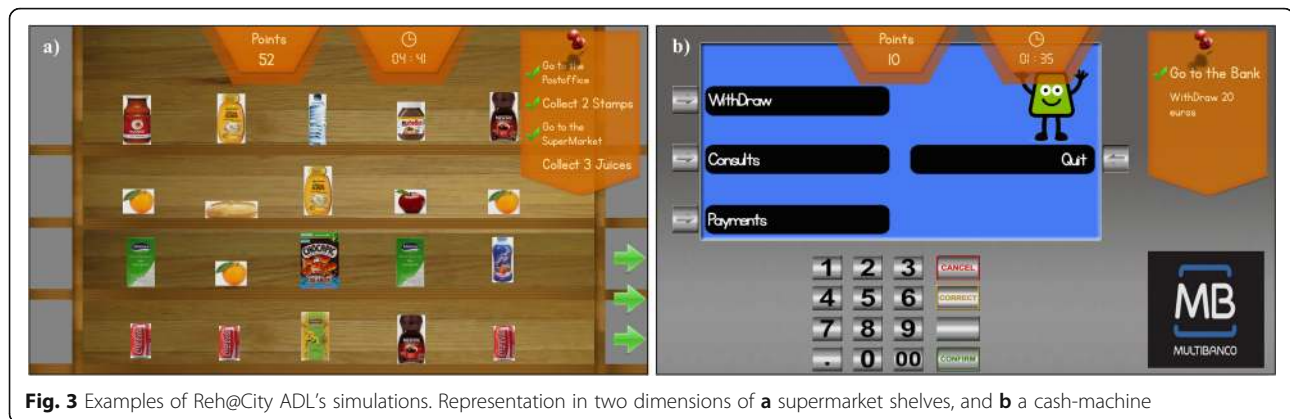 a)
Points
52
04:41
Go to the
Postoffice
Collect 2 Stamps
Go to the
SuperMarket
Collect 3 Juices
b)
Points
10
01:35
Go to the Bank
WithDraw 20
euros
WithDraw
Consults
Quit
Payments
1 2 3 CANCEL
4 5 6 CORRECT
7 8 9
. 0 00 CONFIRM
MB
MULTIBANCO
Fig. 3 Examples of Reh@City ADL's simulations. Representation in two dimensions of a supermarket shelves, and b a cash-machine